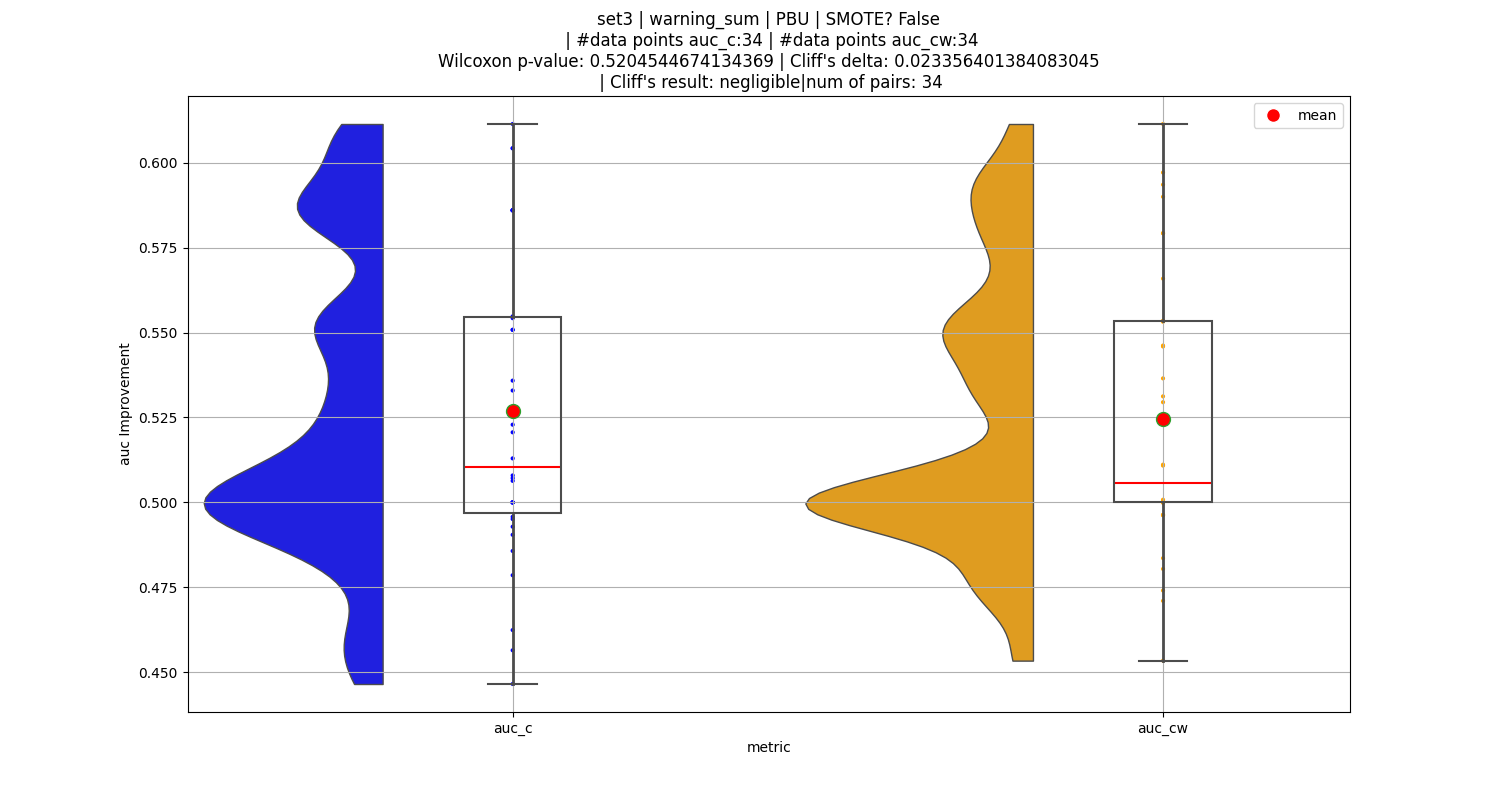 set3 | warning_sum | PBU | SMOTE? False
| #data points auc_c:34 | #data points auc_cw:34
Wilcoxon p-value: 0.5204544674134369 | Cliff's delta: 0.023356401384083045
| Cliff's result: negligible|num of pairs: 34
mean
0.600
0.575
0.550
0.525
0.500
0.475
0.450
auc Improvement
auc_c
auc_cw
metric